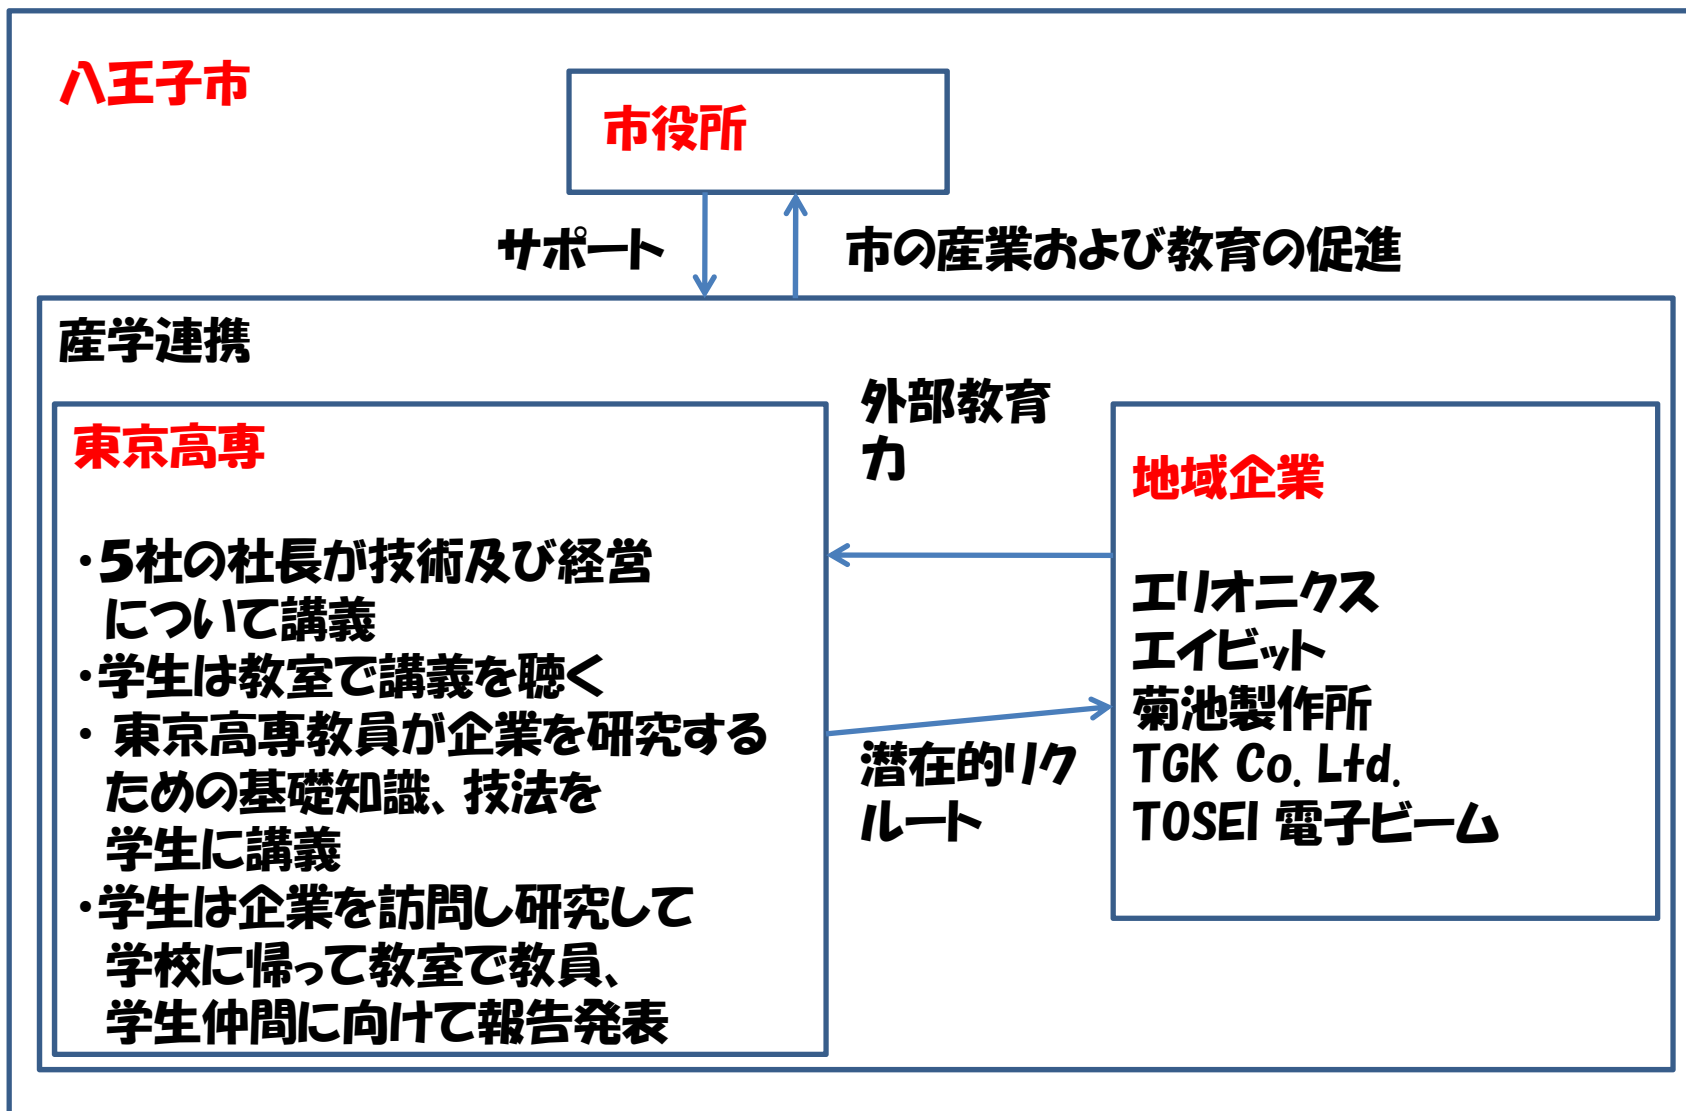 八王子市
市役所
サポート
市の産業および教育の促進
産学連携
東京高専
・5社の社長が技術及び経営
について講義
・学生は教室で講義を聴く
・ 東京高専教員が企業を研究する
ための基礎知識、技法を
学生に講義
・学生は企業を訪問し研究して
学校に帰って教室で教員、
学生仲間に向けて報告発表
外部教育
力
潜在的リク
ルート
地域企業
エリオニクス
エイビット
菊池製作所
TGK Co. Ltd.
TOSEI 電子ビーム